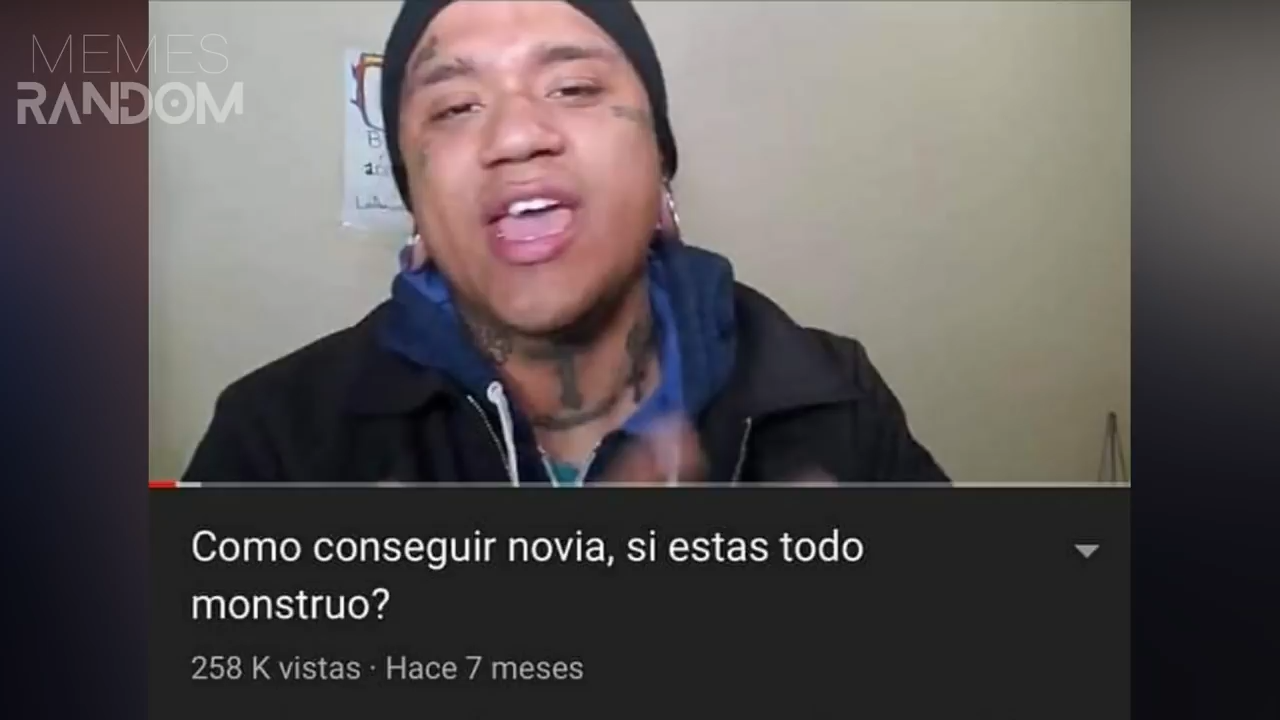 MEMES
RANDOM
Como conseguir novia, si estas todo
monstruo?
258 K vistas · Hace 7 meses